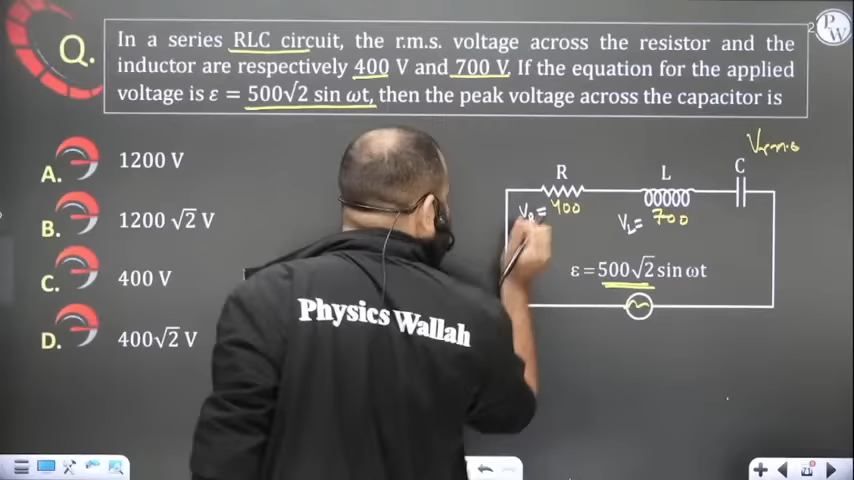 In a series RLC circuit, the r.m.s. voltage across the resistor and the
Q. inductor are respectively 400 V and 700 V. If the equation for the applied
voltage is ε = 500√2 sin ωt, then the peak voltage across the capacitor is
PW
2
A. 1200 V
B. 1200 √2 V
C. 400 V
D. 400√2 V
Vr.m.s
R L C
400
VL= 700
ε = 500√2 sin ωt
Physics Wallah